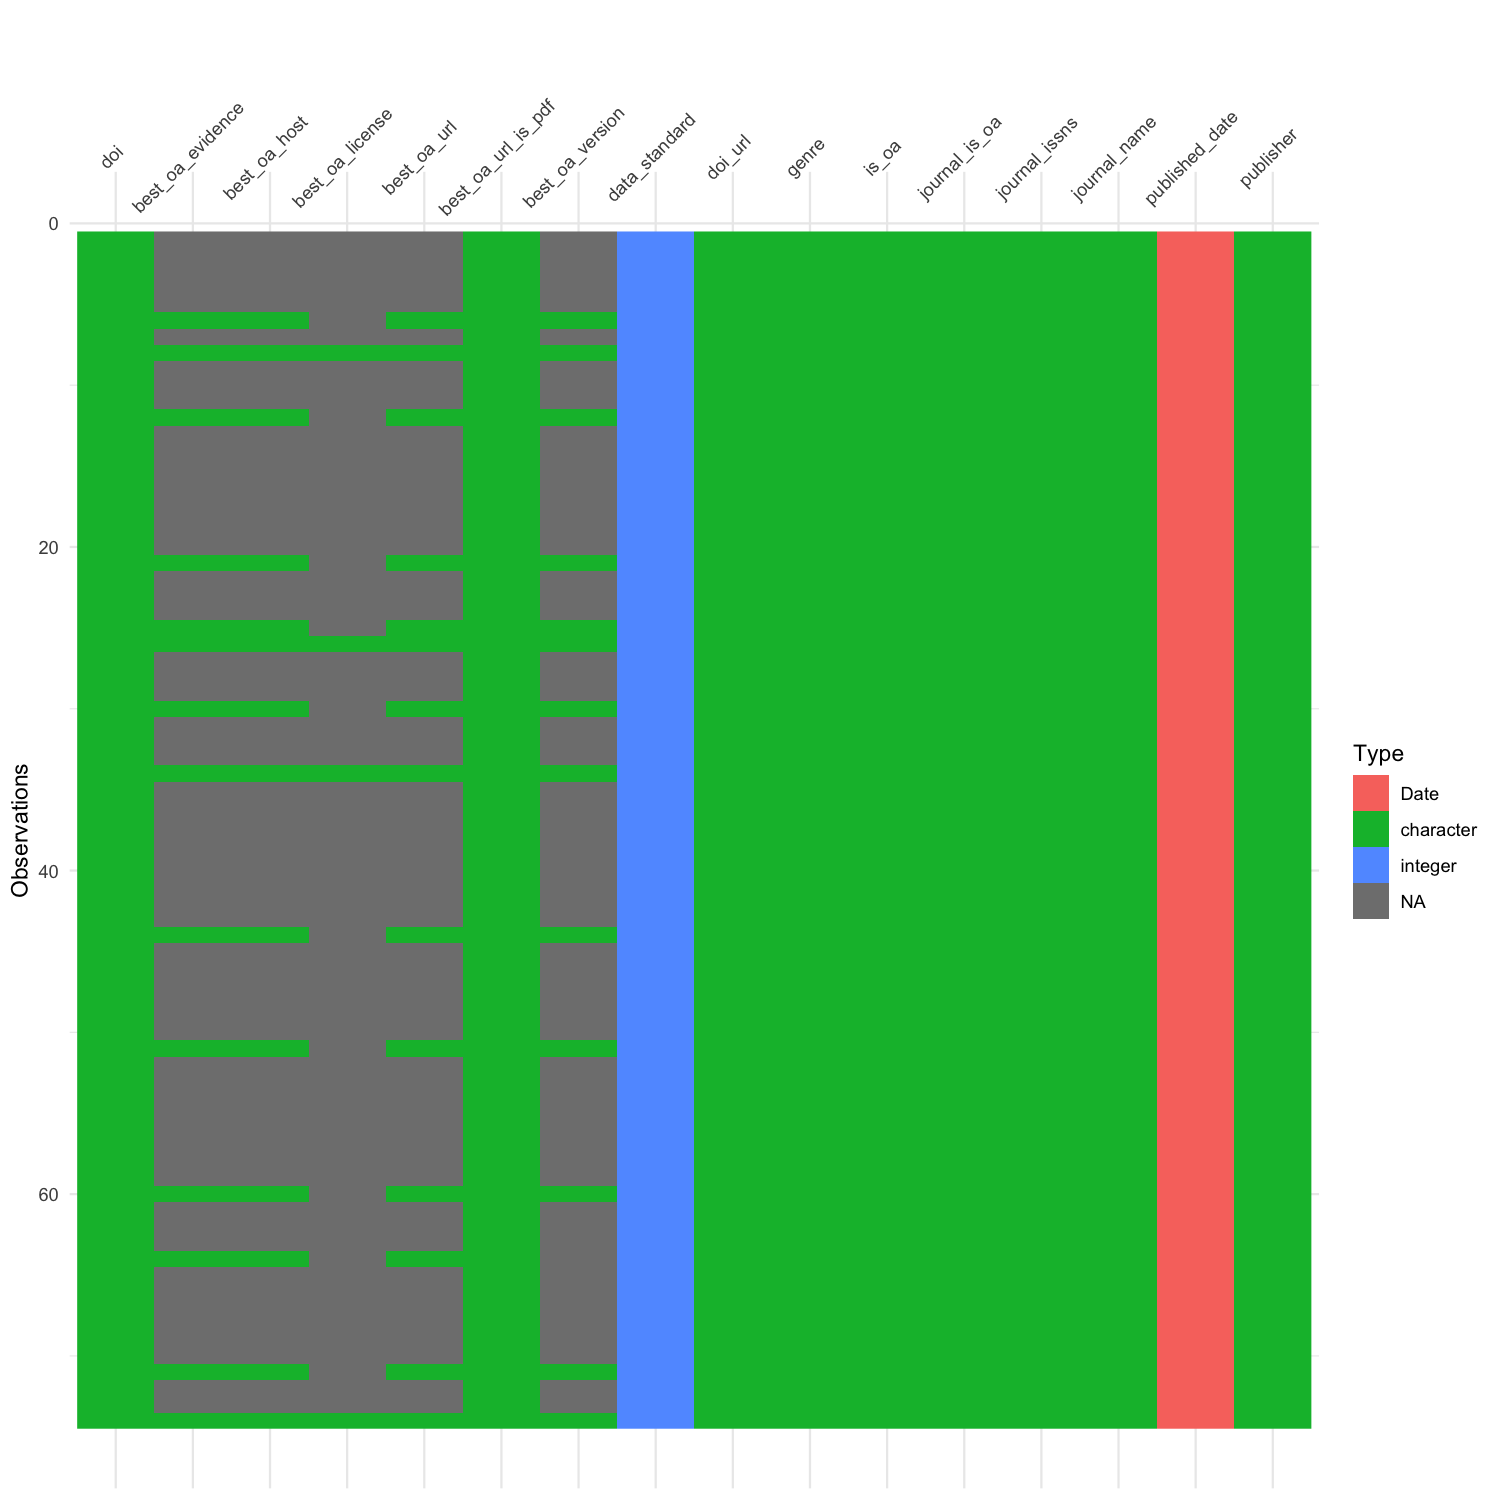 doi
best_oa_evidence
best_oa_host
best_oa_license
best_oa_url
best_oa_url_is_pdf
best_oa_version
data_standard
doi_url
genre
is_oa
journal_is_oa
journal_issns
journal_name
published_date
publisher
0
20
40
60
Observations
Type
Date
character
integer
NA